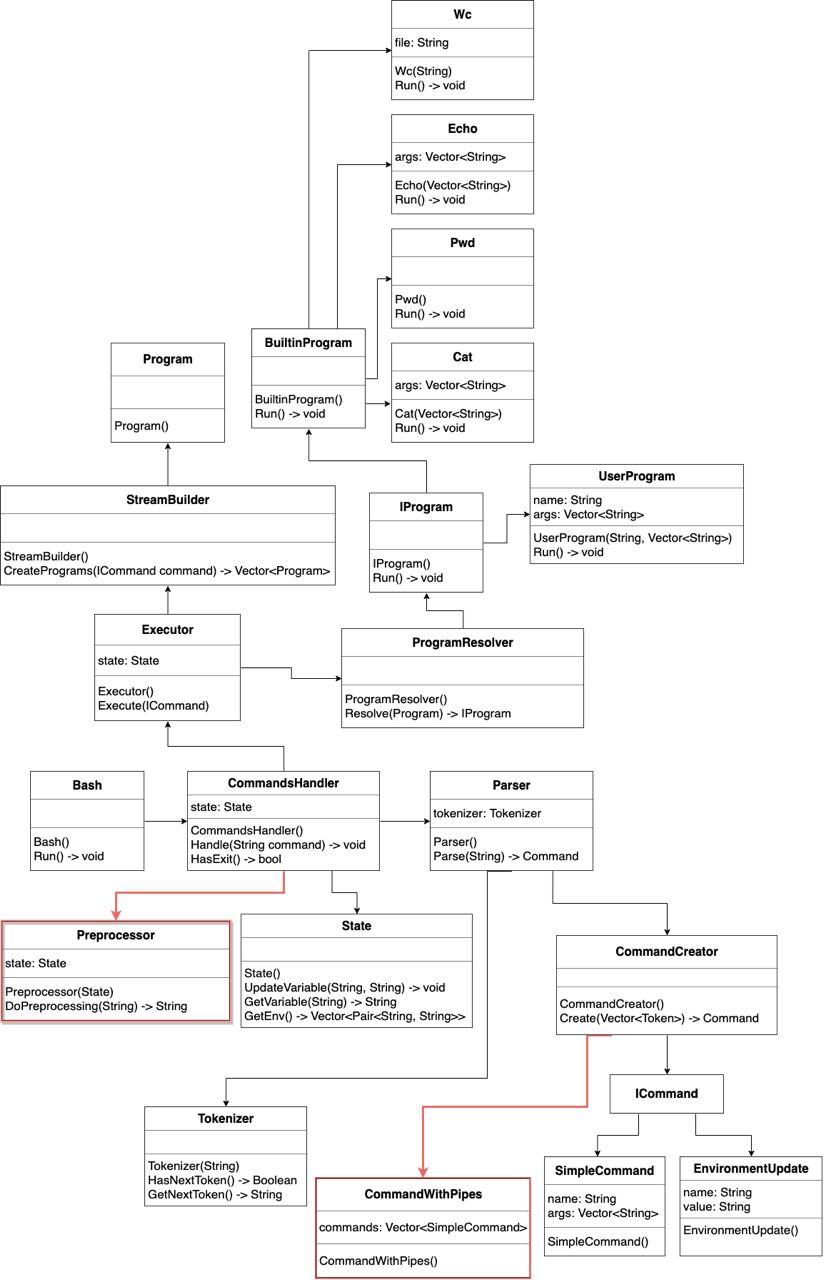 Wc
file: String
Wc(String)
Run() -> void
Echo
args: Vector<String>
Echo(Vector<String>)
Run() -> void
Pwd
Pwd()
Run() -> void
BuiltinProgram
BuiltinProgram()
Run() -> void
Program
Program()
Cat
args: Vector<String>
Cat(Vector<String>)
Run() -> void
StreamBuilder
StreamBuilder()
CreatePrograms(ICommand command) -> Vector<Program>
IProgram
IProgram()
Run() -> void
UserProgram
name: String
args: Vector<String>
UserProgram(String, Vector<String>)
Run() -> void
Executor
state: State
Executor()
Execute(ICommand)
ProgramResolver
ProgramResolver()
Resolve(Program) -> IProgram
Bash
Bash()
Run() -> void
CommandsHandler
state: State
CommandsHandler()
Handle(String command) -> void
HasExit() -> bool
Parser
tokenizer: Tokenizer
Parser()
Parse(String) -> Command
Preprocessor
state: State
Preprocessor(State)
DoPreprocessing(String) -> String
State
State()
UpdateVariable(String, String) -> void
GetVariable(String) -> String
GetEnv() -> Vector<Pair<String, String>>
CommandCreator
CommandCreator()
Create(Vector<Token>) -> Command
ICommand
Tokenizer
Tokenizer(String)
HasNextToken() -> Boolean
GetNextToken() -> String
CommandWithPipes
commands: Vector<SimpleCommand>
CommandWithPipes()
SimpleCommand
name: String
args: Vector<String>
SimpleCommand()
EnvironmentUpdate
name: String
value: String
EnvironmentUpdate()